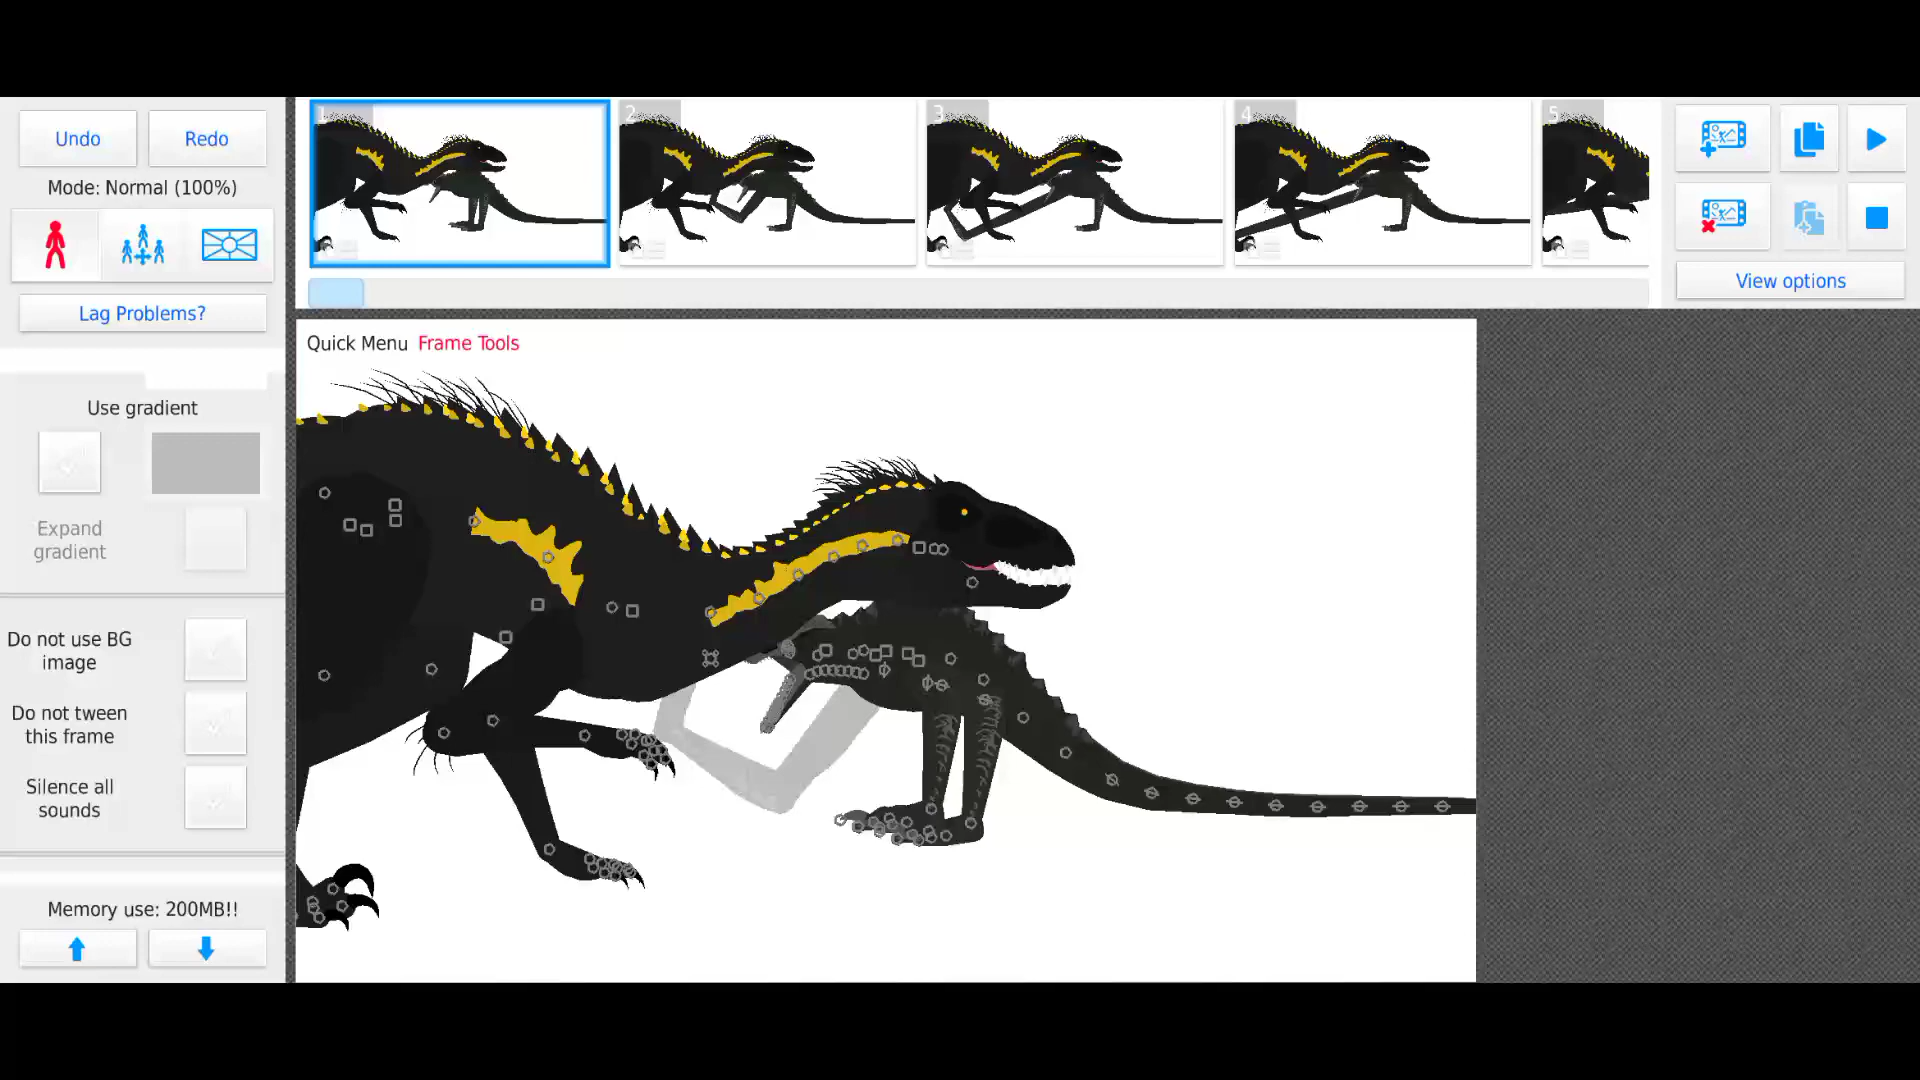 Undo
Redo
Mode: Normal (100%)
Lag Problems?
Use gradient
Expand
gradient
Do not use BG
image
Do not tween
this frame
Silence all
sounds
Memory use: 200MB!!
1
2
3
4
5
View options
Quick Menu Frame Tools